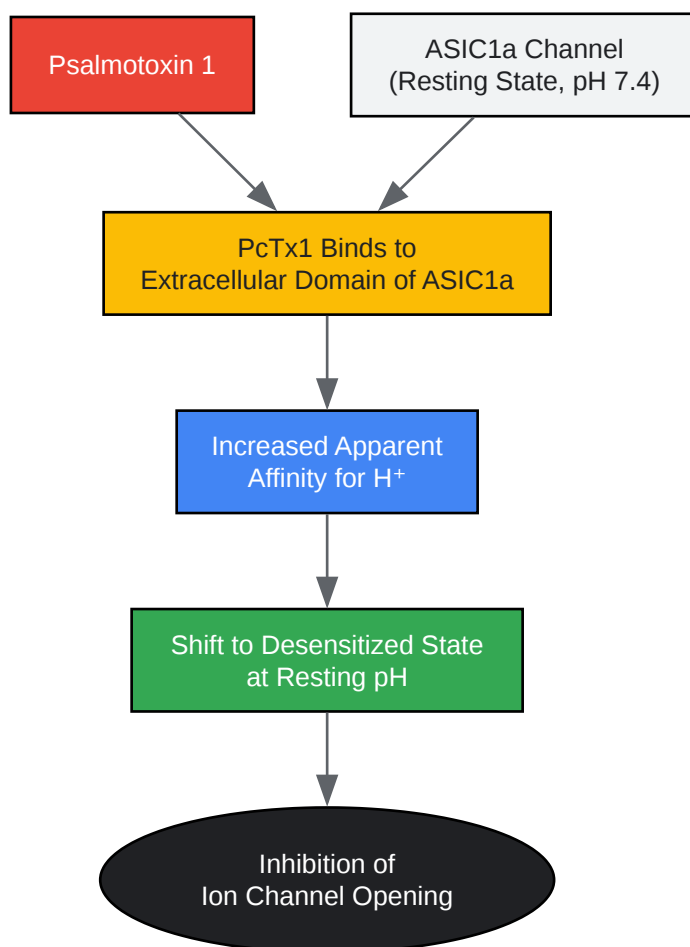 Psalmotoxin 1
ASIC1a Channel
(Resting State, pH 7.4)
PcTx1 Binds to
Extracellular Domain of ASIC1a
Increased Apparent
Affinity for H⁺
Shift to Desensitized State
at Resting pH
Inhibition of
Ion Channel Opening